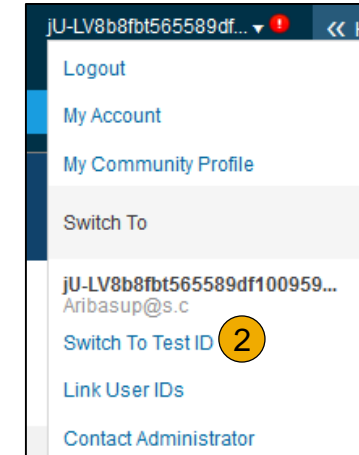 jU-LV8b8fbt565589df... ▾ ! «
Logout
My Account
My Community Profile
Switch To
jU-LV8b8fbt565589df100959...
Aribasup@s.c
Switch To Test ID 2
Link User IDs
Contact Administrator